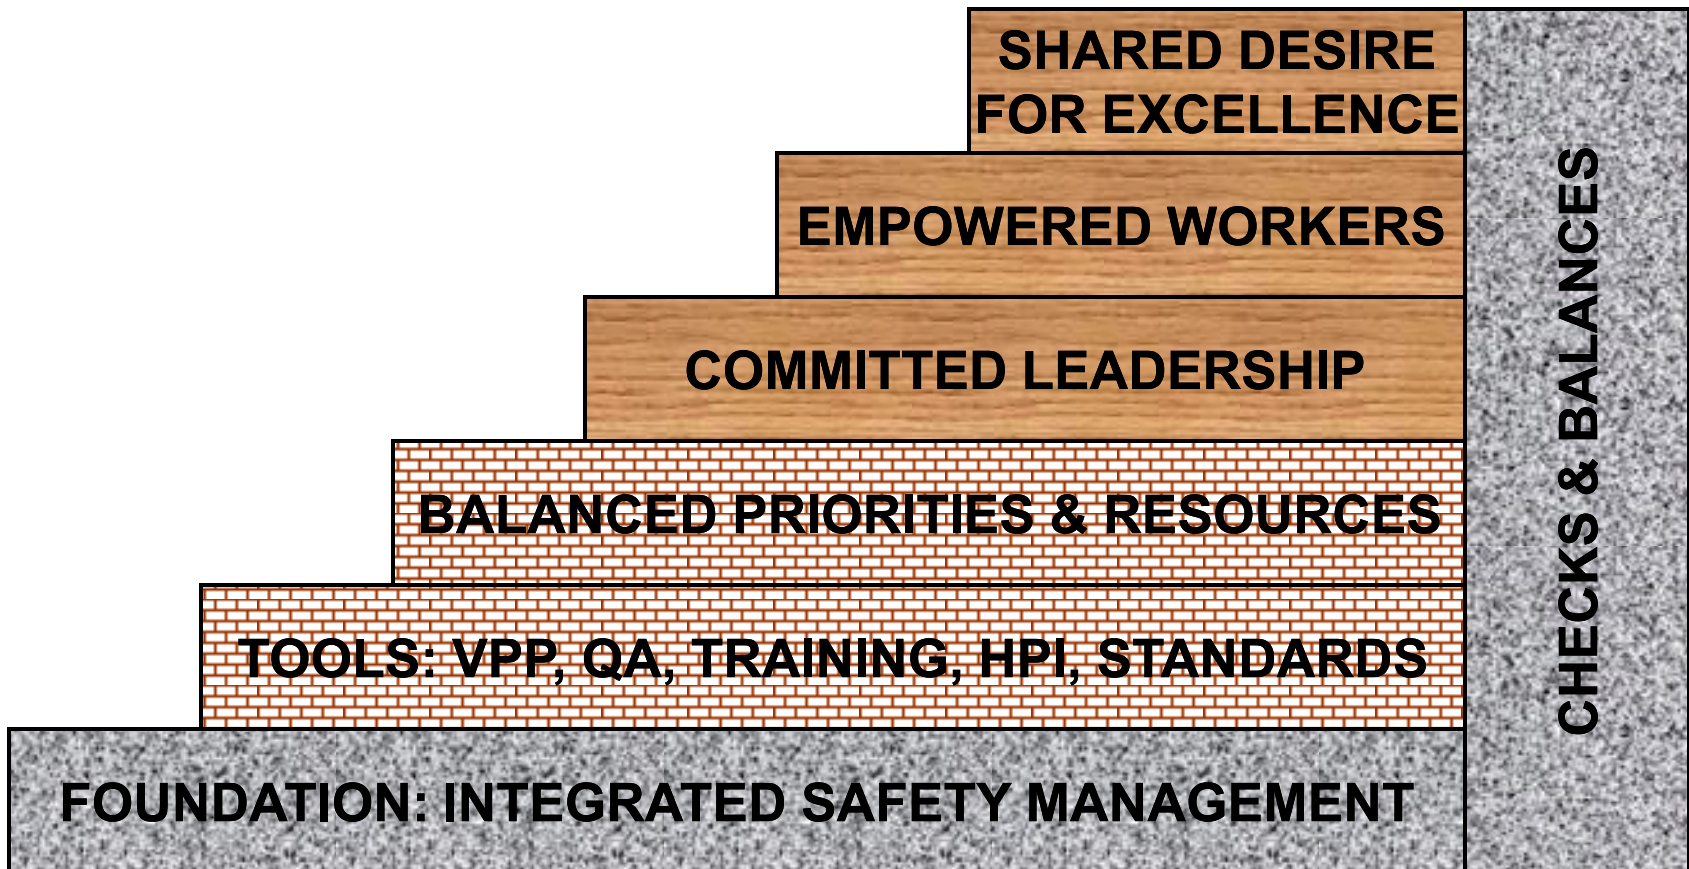 SHARED DESIRE
FOR EXCELLENCE
EMPOWERED WORKERS
COMMITTED LEADERSHIP
BALANCED PRIORITIES & RESOURCES
TOOLS: VPP, QA, TRAINING, HPI, STANDARDS
FOUNDATION: INTEGRATED SAFETY MANAGEMENT
CHECKS & BALANCES